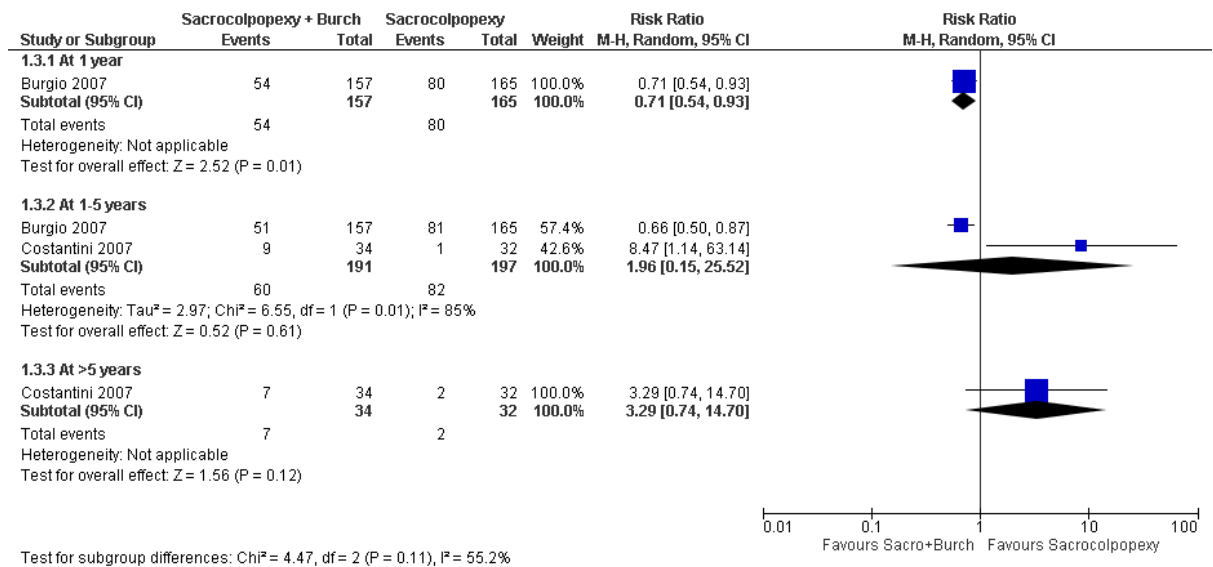 Sacrocolpopexy + Burch Sacrocolpopexy Risk Ratio Risk Ratio
Study or Subgroup Events Total Events Total Weight M-H, Random, 95% CI M-H, Random, 95% CI
1.3.1 At 1 year
Burgio 2007 54 157 80 165 100.0% 0.71 [0.54, 0.93]
Subtotal (95% CI) 157 165 100.0% 0.71 [0.54, 0.93]
Total events 54 80
Heterogeneity: Not applicable
Test for overall effect: Z = 2.52 (P = 0.01)
1.3.2 At 1-5 years
Burgio 2007 51 157 81 165 57.4% 0.66 [0.50, 0.87]
Costantini 2007 9 34 1 32 42.6% 8.47 [1.14, 63.14]
Subtotal (95% CI) 191 197 100.0% 1.96 [0.15, 25.52]
Total events 60 82
Heterogeneity: Tau² = 2.97; Chi² = 6.55, df = 1 (P = 0.01); I² = 85%
Test for overall effect: Z = 0.52 (P = 0.61)
1.3.3 At >5 years
Costantini 2007 7 34 2 32 100.0% 3.29 [0.74, 14.70]
Subtotal (95% CI) 34 32 100.0% 3.29 [0.74, 14.70]
Total events 7 2
Heterogeneity: Not applicable
Test for overall effect: Z = 1.56 (P = 0.12)
0.01 0.1 1 10 100
Favours Sacro+Burch Favours Sacrocolpopexy
Test for subgroup differences: Chi² = 4.47, df = 2 (P = 0.11), I² = 55.2%